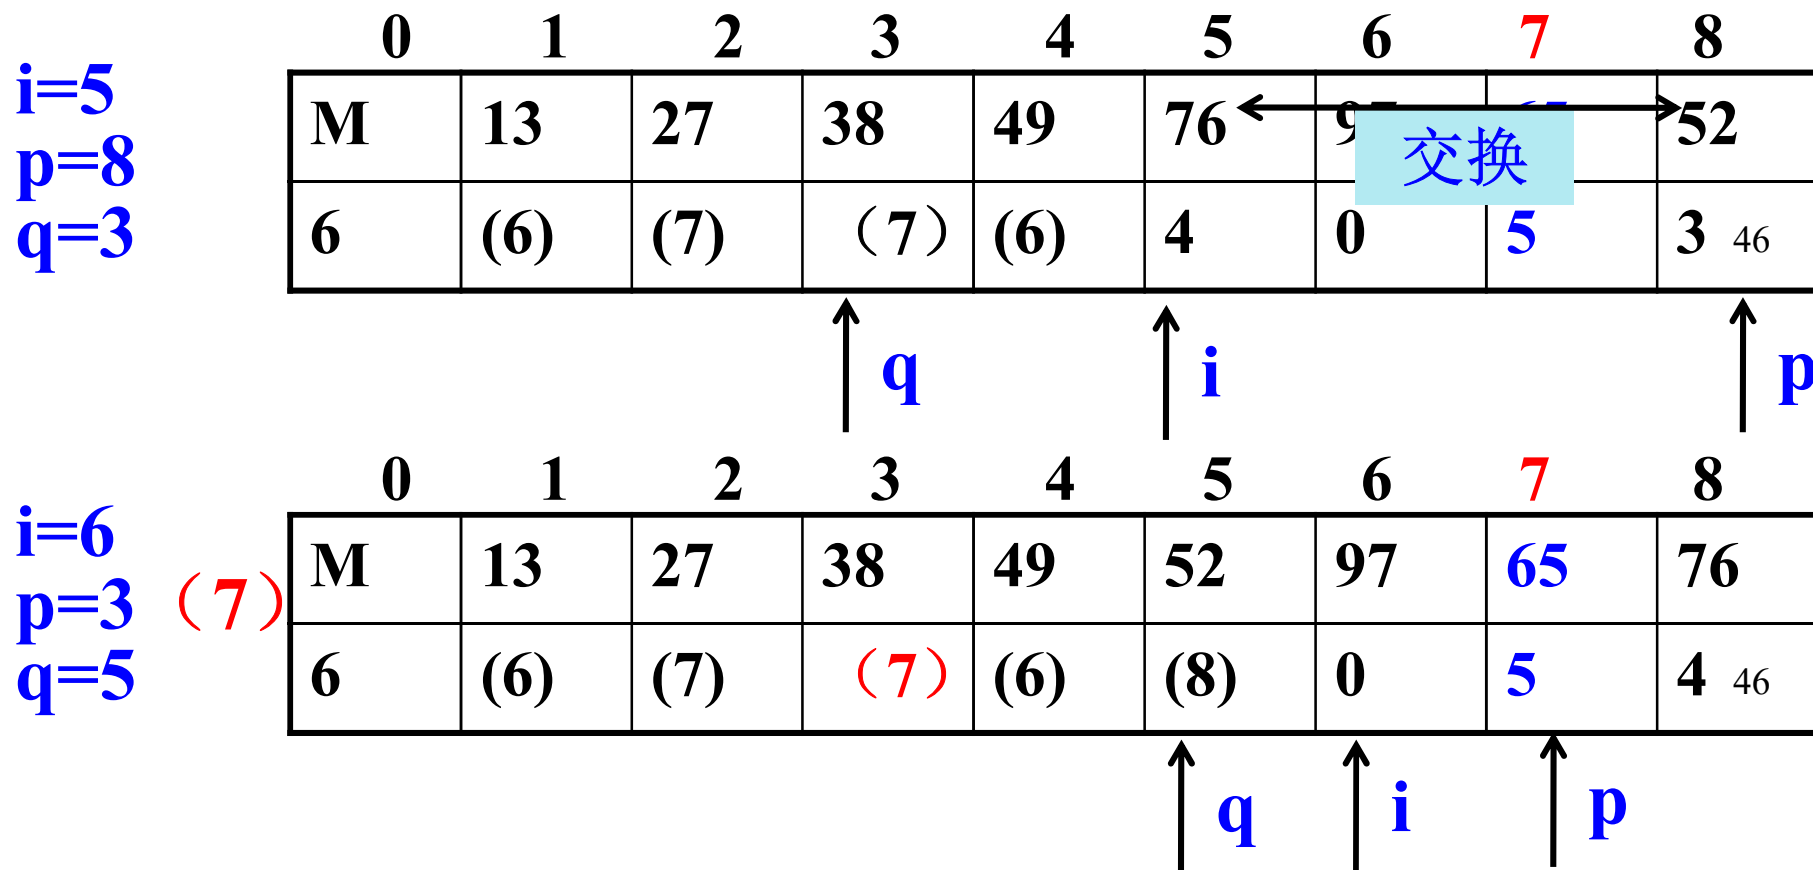 0 1 2 3 4 5 6 7 8
i=5
M 13 27 38 49 76 52
交换
p=8
q=3
6 (6) (7) （7） (6) 4 0 5 3 46
q i p
0 1 2 3 4 5 6 7 8
i=6
M 13 27 38 49 52 97 65 76
p=3 （7）
q=5
6 (6) (7) （7） (6) (8) 0 5 4 46
q i p